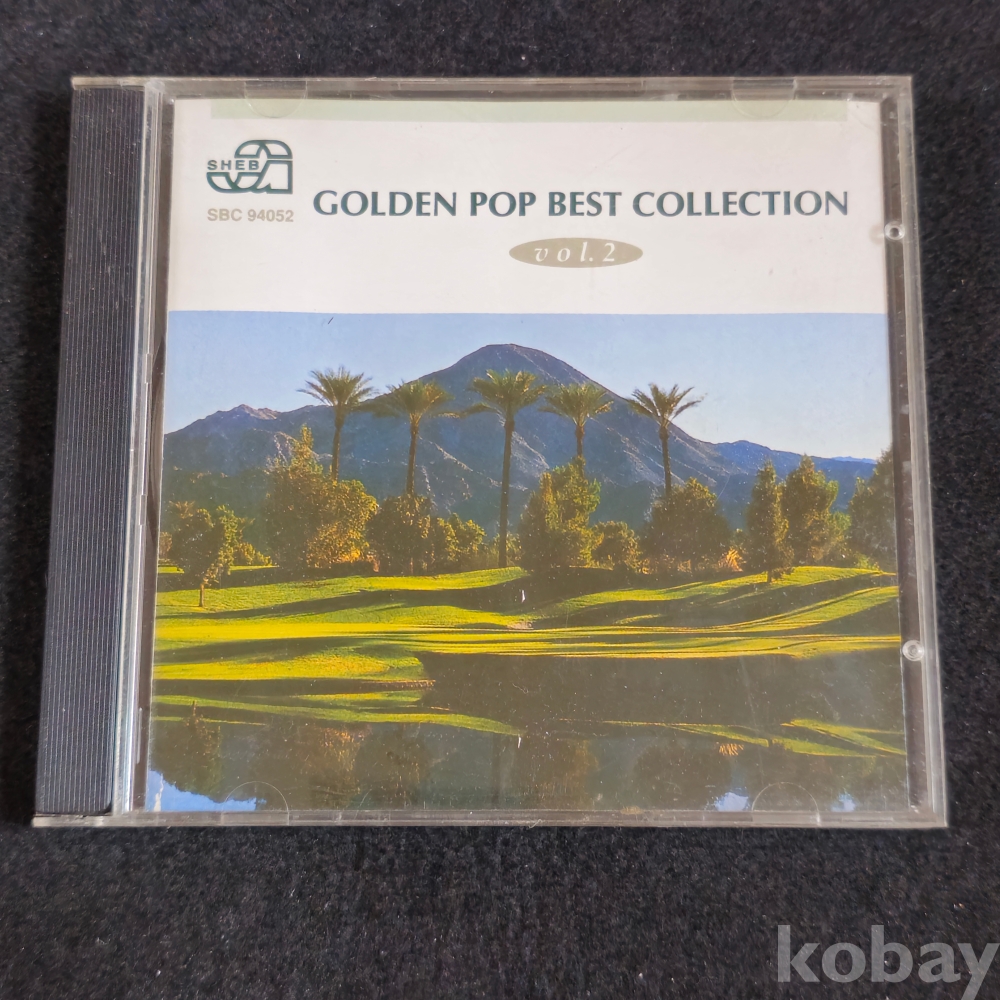 SHEB
SBC 94052
GOLDEN POP BEST COLLECTION
vol. 2
kobay